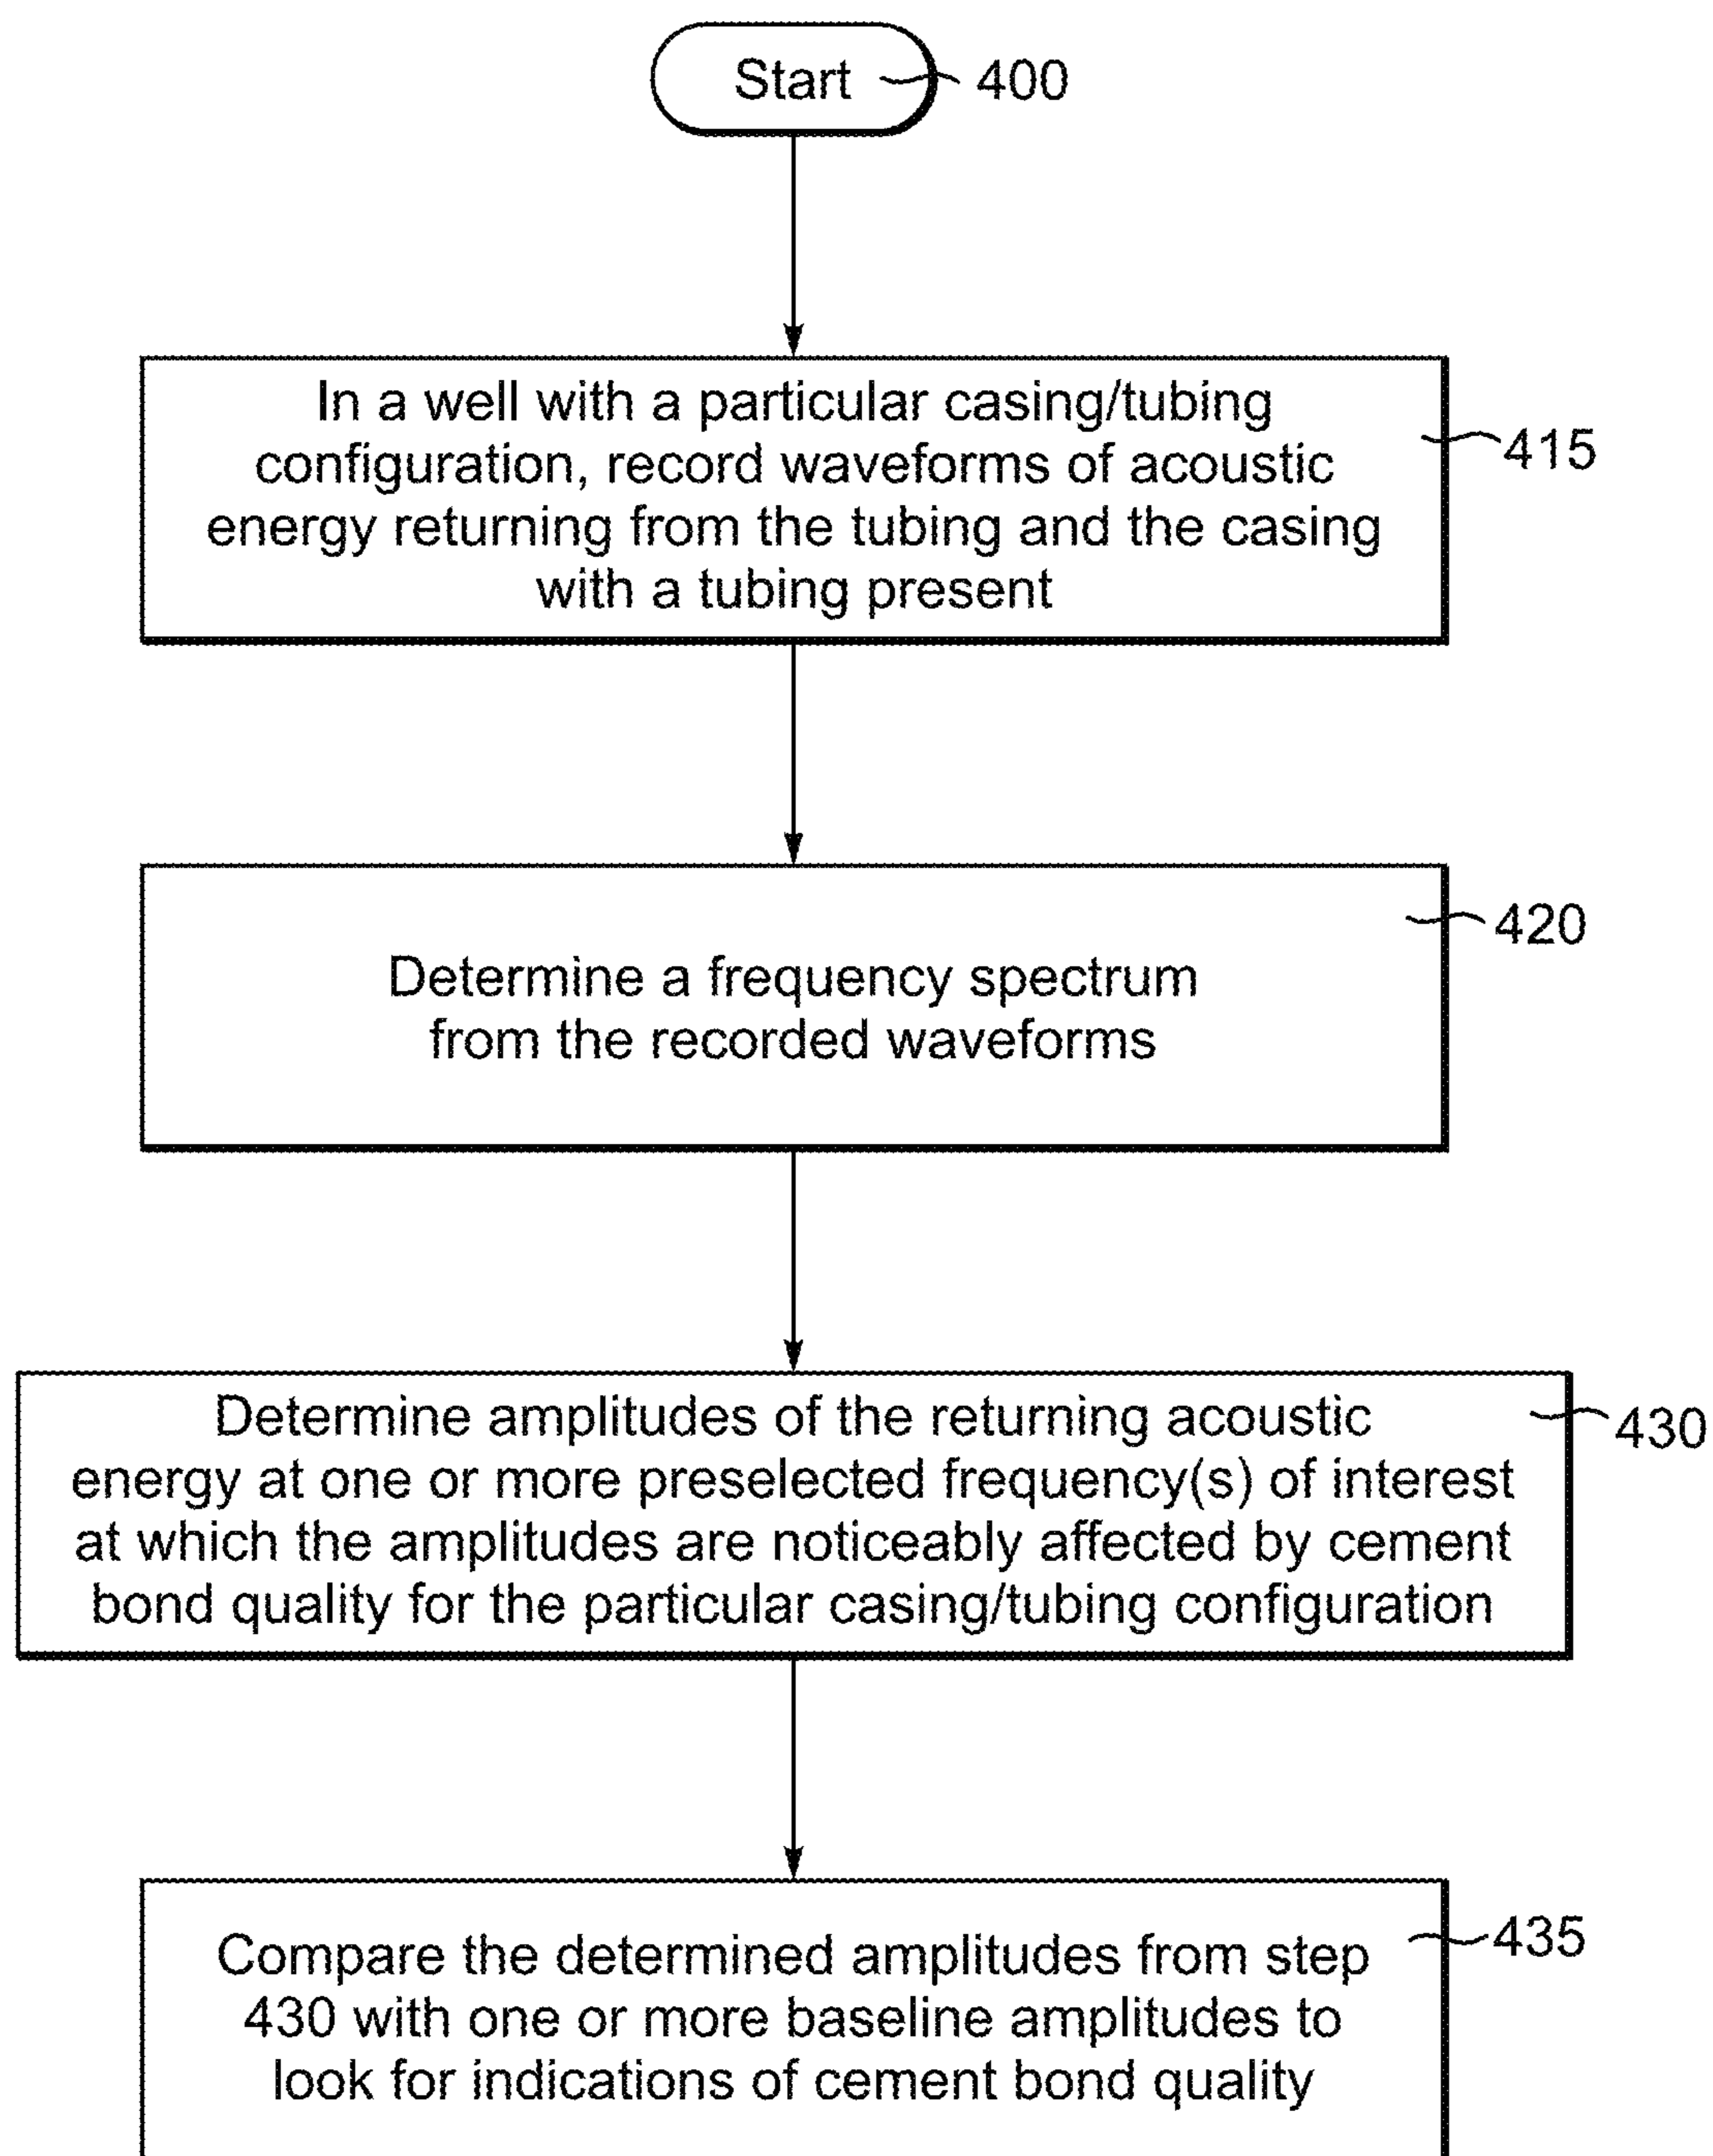 Start 400
In a well with a particular casing/tubing
configuration, record waveforms of acoustic
energy returning from the tubing and the casing
with a tubing present
415
Determine a frequency spectrum
from the recorded waveforms
420
Determine amplitudes of the returning acoustic
energy at one or more preselected frequency(s) of interest
at which the amplitudes are noticeably affected by cement
bond quality for the particular casing/tubing configuration
430
Compare the determined amplitudes from step
430 with one or more baseline amplitudes to
look for indications of cement bond quality
435